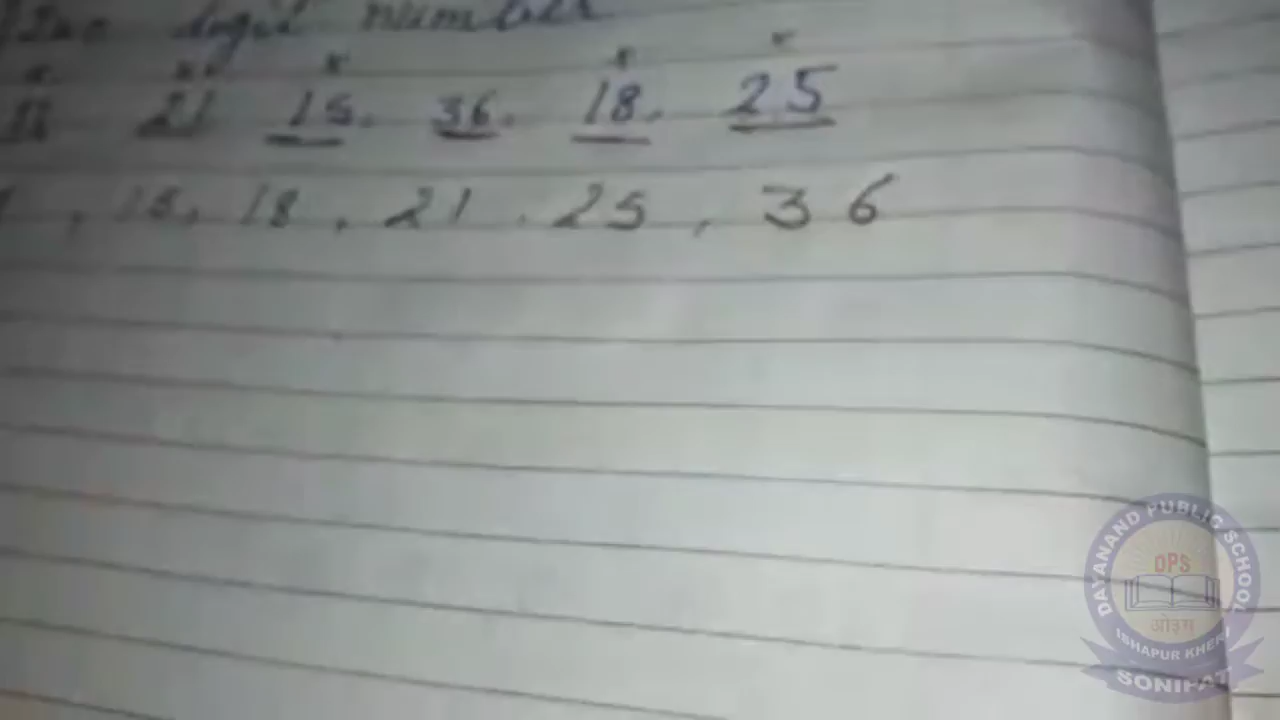 digit number
21 15. 36. 18. 25
, 15, 18, 21, 25, 36
DAYANAND PUBLIC SCHOOL
DPS
ओ३म्
ISHAPUR KHERI
SONIPAT